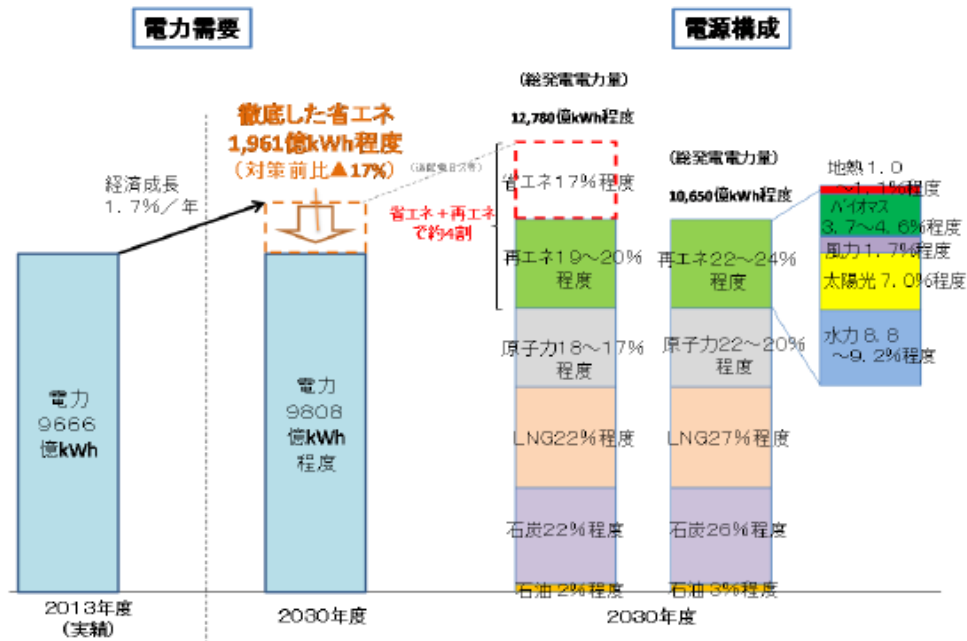 電力需要
電源構成
(総発電電力量)
12,780億kWh程度
徹底した省エネ
1,961億kWh程度
(対策前比▲17%)
経済成長
1.7%/年
省エネ17%程度
省エネ+再エネ
で約4割
(総発電電力量)
10,650億kWh程度
地熱1.0
~1.1%程度
バイオマス
3.7~4.6%程度
風力1.7%程度
太陽光7.0%程度
水力8.8
~9.2%程度
再エネ19~20%
程度
再エネ22~24%
程度
原子力18~17%
程度
原子力22~20%
程度
電力
9666
億kWh
電力
9808
億kWh
程度
LNG22%程度
LNG27%程度
石炭22%程度
石炭26%程度
石油2%程度
石油3%程度
2013年度
(実績)
2030年度
2030年度